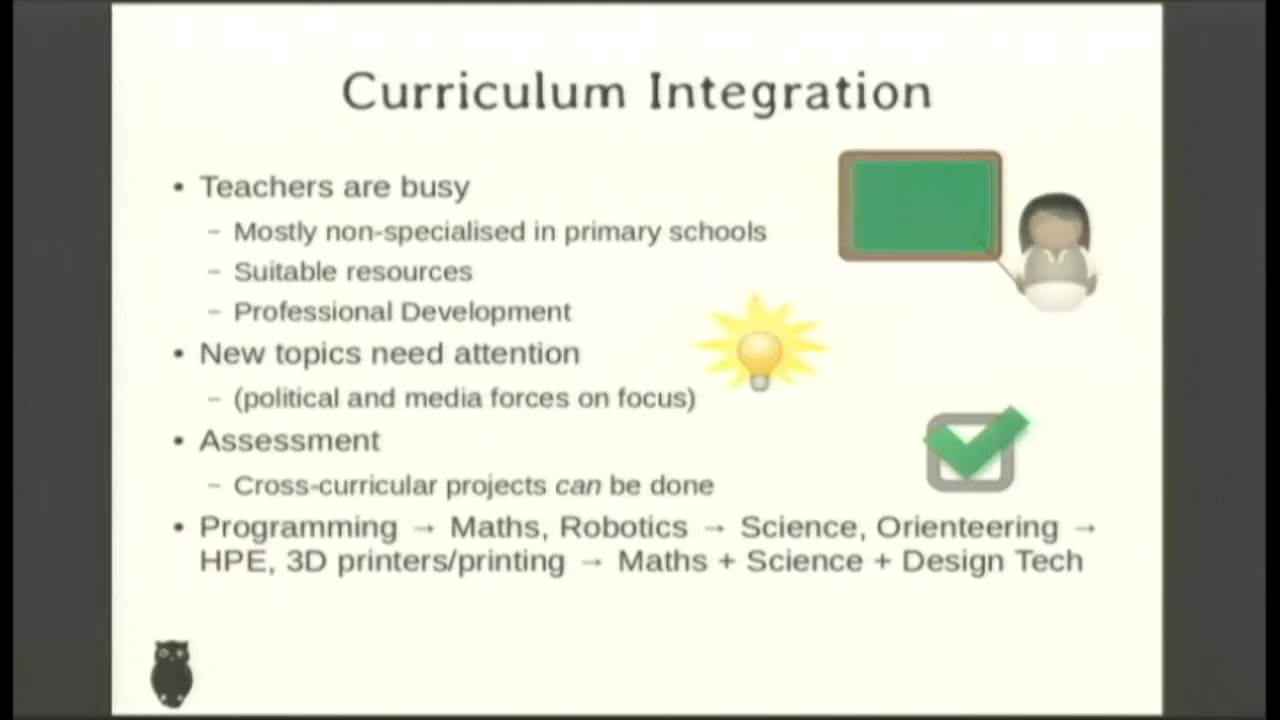 Curriculum Integration
• Teachers are busy
– Mostly non-specialised in primary schools
– Suitable resources
– Professional Development
• New topics need attention
– (political and media forces on focus)
• Assessment
– Cross-curricular projects can be done
• Programming → Maths, Robotics → Science, Orienteering →
HPE, 3D printers/printing → Maths + Science + Design Tech